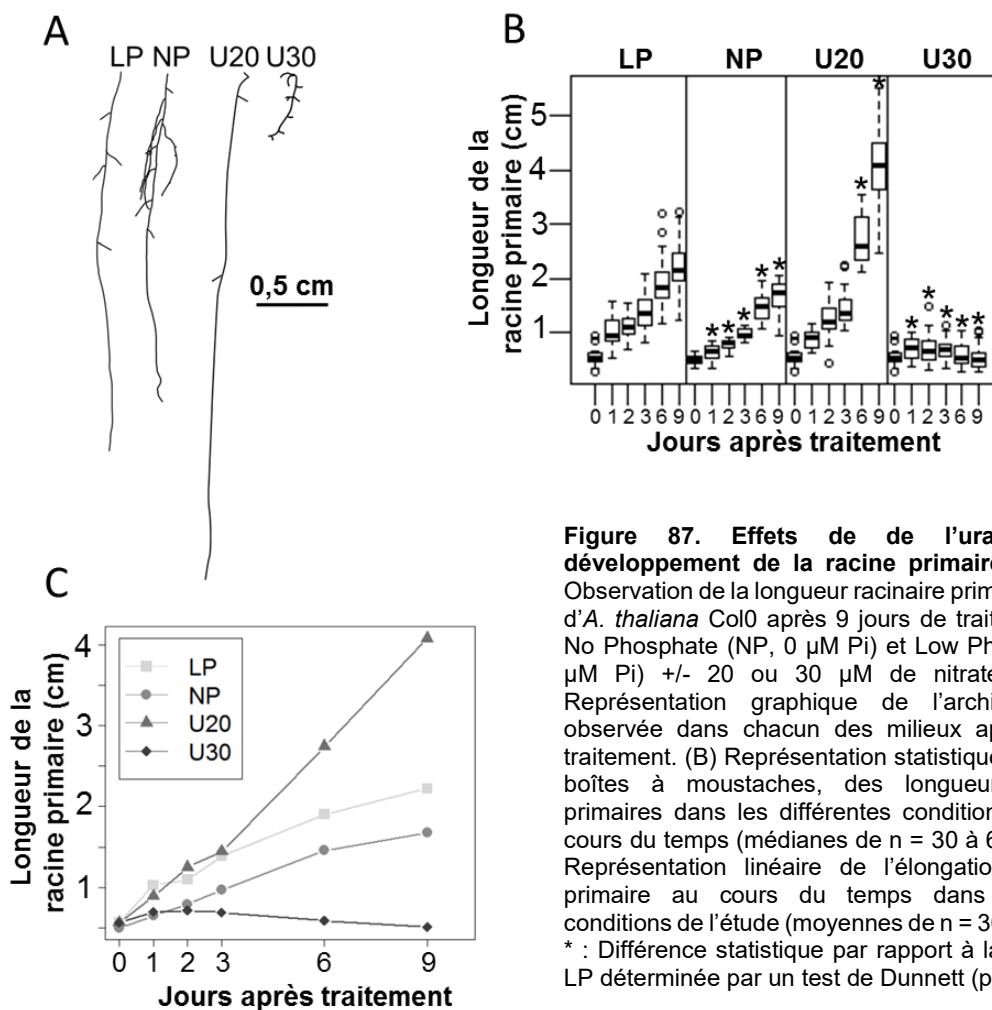 A
LP NP U20 U30
0,5 cm
B
LP NP U20 U30
Longueur de la
racine primaire (cm)
5
4
3
2
1
* * * * * * * * * * * *
0 1 2 3 6 9 0 1 2 3 6 9 0 1 2 3 6 9 0 1 2 3 6 9
Jours après traitement
C
Longueur de la
racine primaire (cm)
4
3
2
1
LP
NP
U20
U30
0 1 2 3 6 9
Jours après traitement
Figure 87. Effets de de l'ura
développement de la racine primair
Observation de la longueur racinaire prim
d'A. thaliana Col0 après 9 jours de trait
No Phosphate (NP, 0 µM Pi) et Low Ph
µM Pi) +/- 20 ou 30 µM de nitrate
Représentation graphique de l'archi
observée dans chacun des milieux ap
traitement. (B) Représentation statistique
boîtes à moustaches, des longueur
primaires dans les différentes condition
cours du temps (médianes de n = 30 à 6
Représentation linéaire de l'élongation
primaire au cours du temps dans
conditions de l'étude (moyennes de n = 30
* : Différence statistique par rapport à la
LP déterminée par un test de Dunnett (p